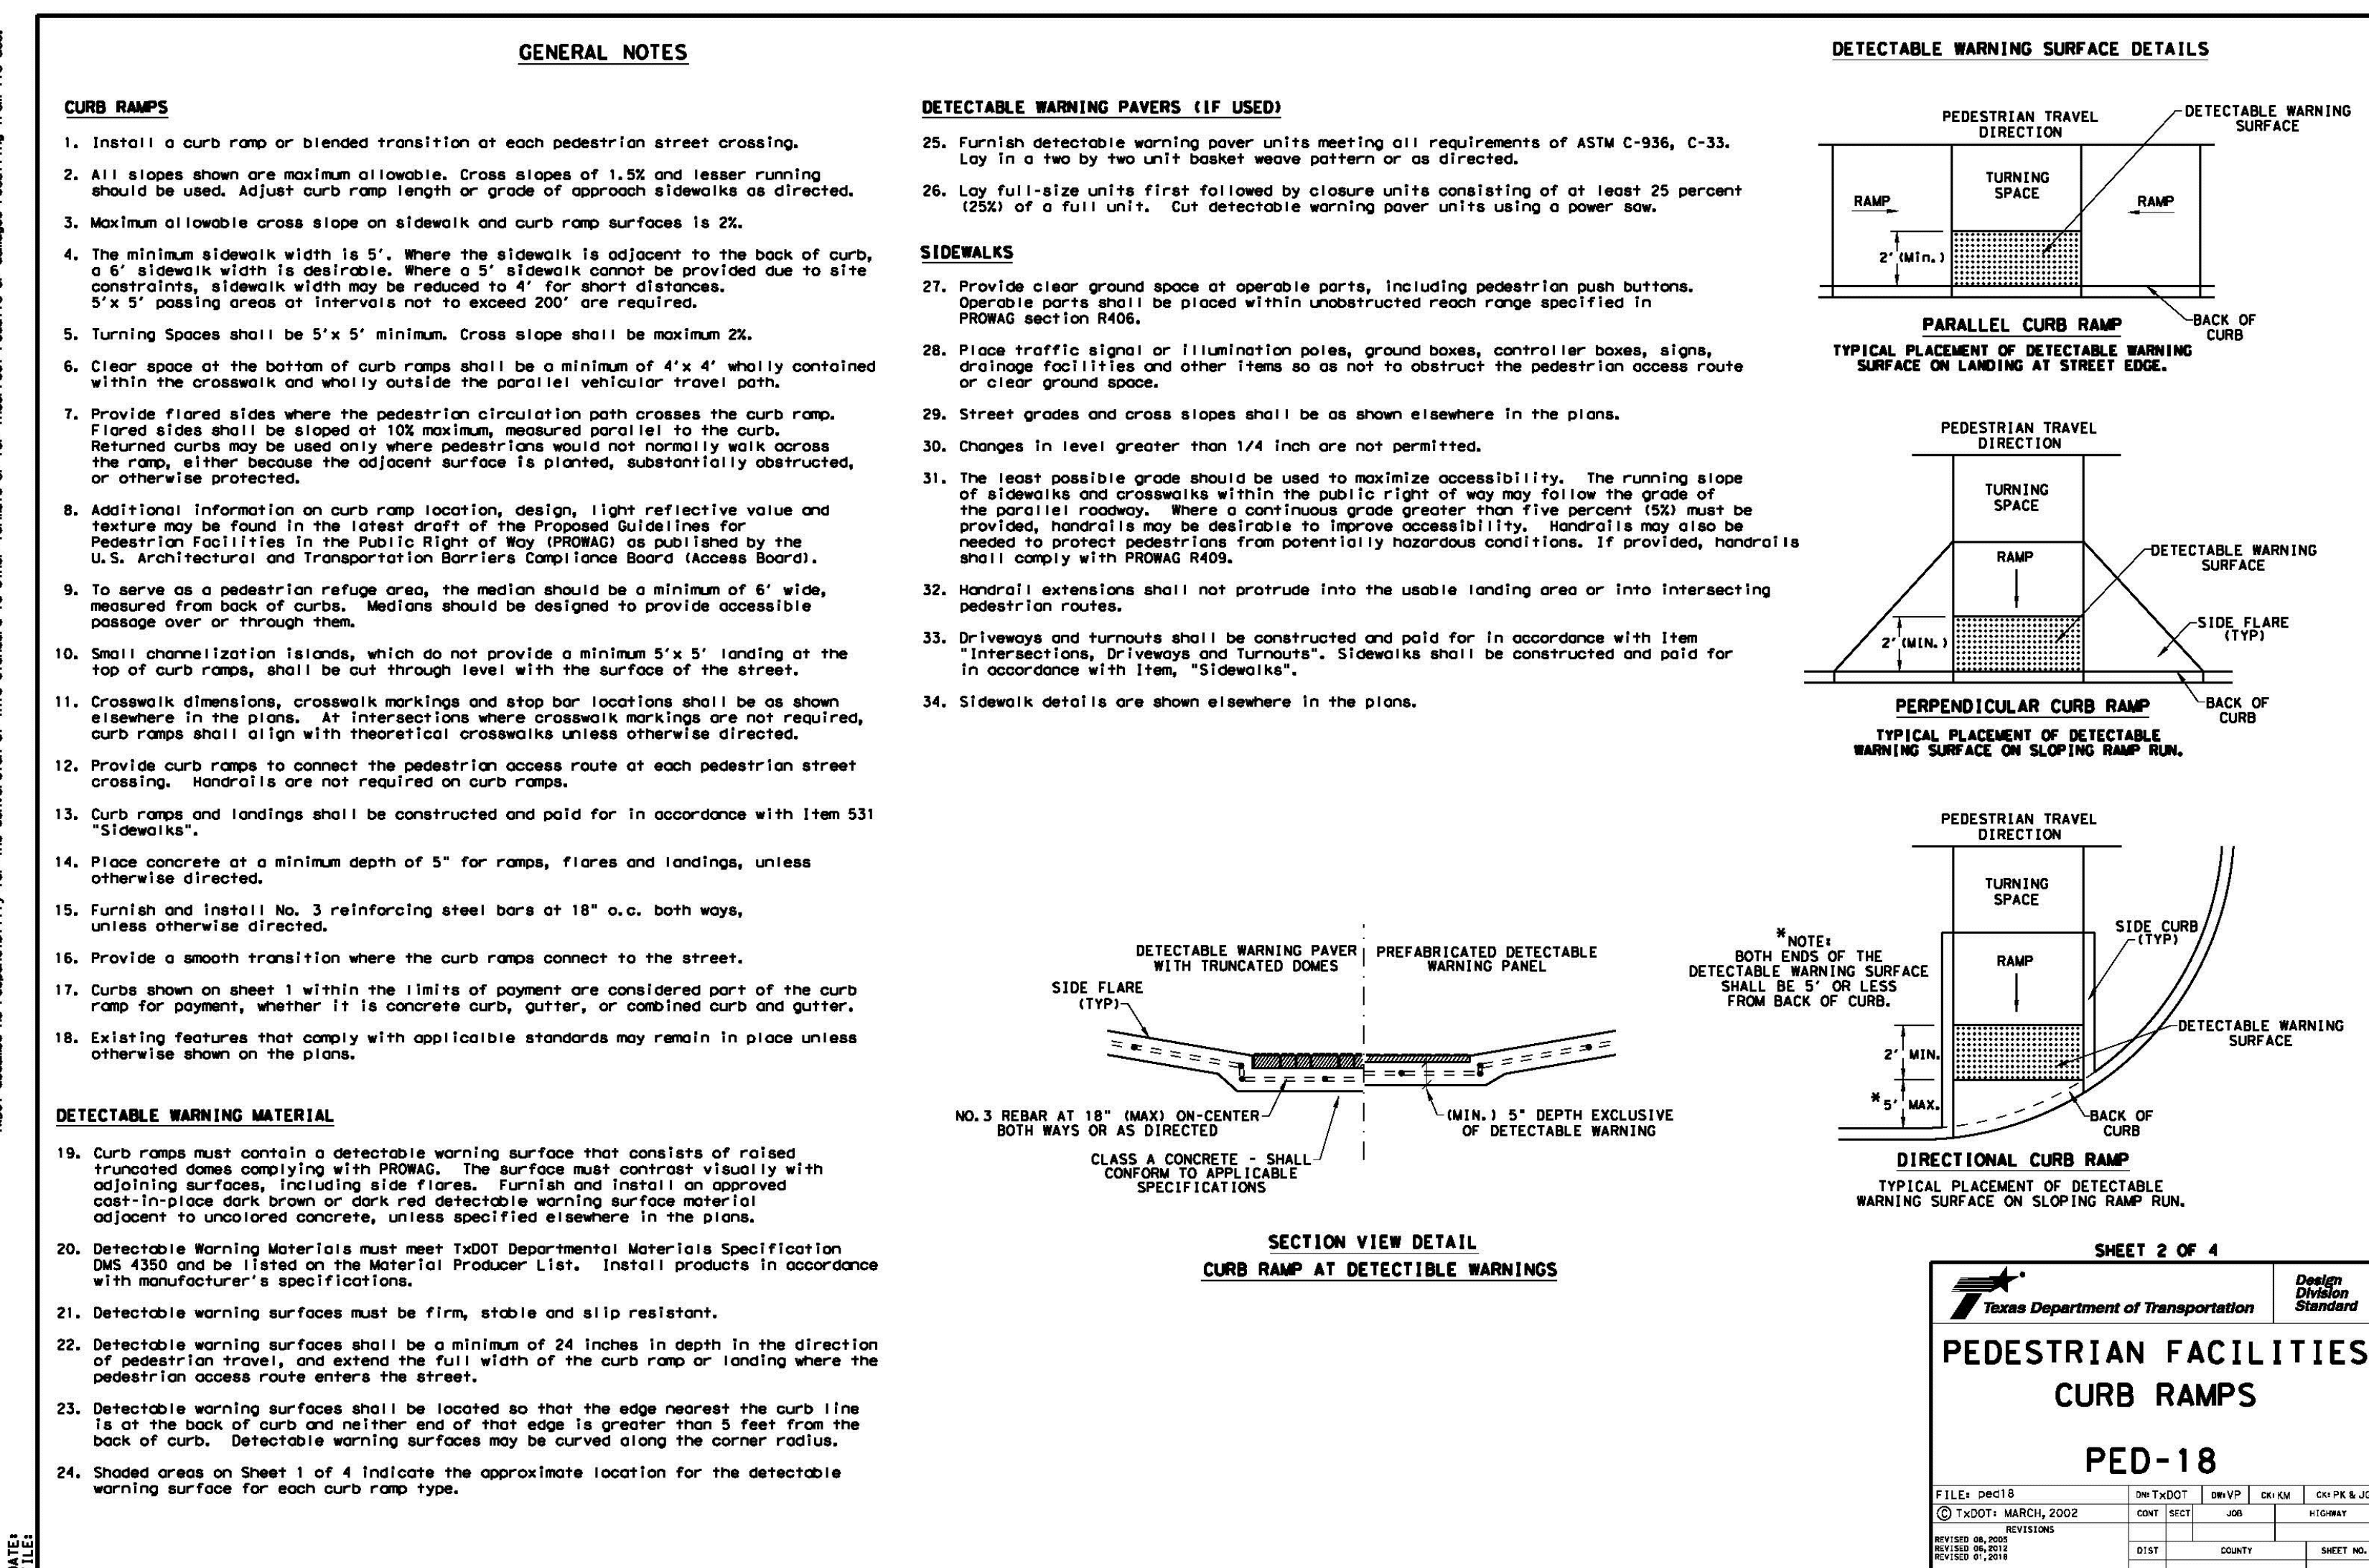 GENERAL NOTES
CURB RAMPS
1. Install a curb ramp or blended transition at each pedestrian street crossing.
2. All slopes shown are maximum allowable. Cross slopes of 1.5% and lesser running
should be used. Adjust curb ramp length or grade of approach sidewalks as directed.
3. Maximum allowable cross slope on sidewalk and curb ramp surfaces is 2%.
4. The minimum sidewalk width is 5'. Where the sidewalk is adjacent to the back of curb,
a 6' sidewalk width is desirable. Where a 5' sidewalk cannot be provided due to site
constraints, sidewalk width may be reduced to 4' for short distances.
5'x 5' passing areas at intervals not to exceed 200' are required.
5. Turning Spaces shall be 5'x 5' minimum. Cross slope shall be maximum 2%.
6. Clear space at the bottom of curb ramps shall be a minimum of 4'x 4' wholly contained
within the crosswalk and wholly outside the parallel vehicular travel path.
7. Provide flared sides where the pedestrian circulation path crosses the curb ramp.
Flared sides shall be sloped at 10% maximum, measured parallel to the curb.
Returned curbs may be used only where pedestrians would not normally walk across
the ramp, either because the adjacent surface is planted, substantially obstructed,
or otherwise protected.
8. Additional information on curb ramp location, design, light reflective value and
texture may be found in the latest draft of the Proposed Guidelines for
Pedestrian Facilities in the Public Right of Way (PROWAG) as published by the
U.S. Architectural and Transportation Barriers Compliance Board (Access Board).
9. To serve as a pedestrian refuge area, the median should be a minimum of 6' wide,
measured from back of curbs. Medians should be designed to provide accessible
passage over or through them.
10. Small channelization islands, which do not provide a minimum 5'x 5' landing at the
top of curb ramps, shall be cut through level with the surface of the street.
11. Crosswalk dimensions, crosswalk markings and stop bar locations shall be as shown
elsewhere in the plans. At intersections where crosswalk markings are not required,
curb ramps shall align with theoretical crosswalks unless otherwise directed.
12. Provide curb ramps to connect the pedestrian access route at each pedestrian street
crossing. Handrails are not required on curb ramps.
13. Curb ramps and landings shall be constructed and paid for in accordance with Item 531
"Sidewalks".
14. Place concrete at a minimum depth of 5" for ramps, flares and landings, unless
otherwise directed.
15. Furnish and install No. 3 reinforcing steel bars at 18" o.c. both ways,
unless otherwise directed.
16. Provide a smooth transition where the curb ramps connect to the street.
17. Curbs shown on sheet 1 within the limits of payment are considered part of the curb
ramp for payment, whether it is concrete curb, gutter, or combined curb and gutter.
18. Existing features that comply with applicalble standards may remain in place unless
otherwise shown on the plans.
DETECTABLE WARNING MATERIAL
19. Curb ramps must contain a detectable warning surface that consists of raised
truncated domes complying with PROWAG. The surface must contrast visually with
adjoining surfaces, including side flares. Furnish and install an approved
cast-in-place dark brown or dark red detectable warning surface material
adjacent to uncolored concrete, unless specified elsewhere in the plans.
20. Detectable Warning Materials must meet TxDOT Departmental Materials Specification
DMS 4350 and be listed on the Material Producer List. Install products in accordance
with manufacturer's specifications.
21. Detectable warning surfaces must be firm, stable and slip resistant.
22. Detectable warning surfaces shall be a minimum of 24 inches in depth in the direction
of pedestrian travel, and extend the full width of the curb ramp or landing where the
pedestrian access route enters the street.
23. Detectable warning surfaces shall be located so that the edge nearest the curb line
is at the back of curb and neither end of that edge is greater than 5 feet from the
back of curb. Detectable warning surfaces may be curved along the corner radius.
24. Shaded areas on Sheet 1 of 4 indicate the approximate location for the detectable
warning surface for each curb ramp type.
DETECTABLE WARNING PAVERS (IF USED)
25. Furnish detectable warning paver units meeting all requirements of ASTM C-936, C-33.
Lay in a two by two unit basket weave pattern or as directed.
26. Lay full-size units first followed by closure units consisting of at least 25 percent
(25%) of a full unit. Cut detectable warning paver units using a power saw.
SIDEWALKS
27. Provide clear ground space at operable parts, including pedestrian push buttons.
Operable parts shall be placed within unobstructed reach range specified in
PROWAG section R406.
28. Place traffic signal or illumination poles, ground boxes, controller boxes, signs,
drainage facilities and other items so as not to obstruct the pedestrian access route
or clear ground space.
29. Street grades and cross slopes shall be as shown elsewhere in the plans.
30. Changes in level greater than 1/4 inch are not permitted.
31. The least possible grade should be used to maximize accessibility. The running slope
of sidewalks and crosswalks within the public right of way may follow the grade of
the parallel roadway. Where a continuous grade greater than five percent (5%) must be
provided, handrails may be desirable to improve accessibility. Handrails may also be
needed to protect pedestrians from potentially hazardous conditions. If provided, handrails
shall comply with PROWAG R409.
32. Handrail extensions shall not protrude into the usable landing area or into intersecting
pedestrian routes.
33. Driveways and turnouts shall be constructed and paid for in accordance with Item
"Intersections, Driveways and Turnouts". Sidewalks shall be constructed and paid for
in accordance with Item, "Sidewalks".
34. Sidewalk details are shown elsewhere in the plans.
DETECTABLE WARNING PAVER
WITH TRUNCATED DOMES
PREFABRICATED DETECTABLE
WARNING PANEL
SIDE FLARE
(TYP)
NO.3 REBAR AT 18" (MAX) ON-CENTER
BOTH WAYS OR AS DIRECTED
(MIN.) 5" DEPTH EXCLUSIVE
OF DETECTABLE WARNING
CLASS A CONCRETE - SHALL
CONFORM TO APPLICABLE
SPECIFICATIONS
SECTION VIEW DETAIL
CURB RAMP AT DETECTIBLE WARNINGS
DETECTABLE WARNING SURFACE DETAILS
PEDESTRIAN TRAVEL
DIRECTION
DETECTABLE WARNING
SURFACE
TURNING
SPACE
RAMP
RAMP
2' (Min.)
BACK OF
CURB
PARALLEL CURB RAMP
TYPICAL PLACEMENT OF DETECTABLE WARNING
SURFACE ON LANDING AT STREET EDGE.
PEDESTRIAN TRAVEL
DIRECTION
TURNING
SPACE
RAMP
DETECTABLE WARNING
SURFACE
SIDE FLARE
(TYP)
2' (MIN.)
BACK OF
CURB
PERPENDICULAR CURB RAMP
TYPICAL PLACEMENT OF DETECTABLE
WARNING SURFACE ON SLOPING RAMP RUN.
PEDESTRIAN TRAVEL
DIRECTION
TURNING
SPACE
SIDE CURB
(TYP)
*NOTE:
BOTH ENDS OF THE
DETECTABLE WARNING SURFACE
SHALL BE 5' OR LESS
FROM BACK OF CURB.
RAMP
DETECTABLE WARNING
SURFACE
2' MIN.
*5' MAX.
BACK OF
CURB
DIRECTIONAL CURB RAMP
TYPICAL PLACEMENT OF DETECTABLE
WARNING SURFACE ON SLOPING RAMP RUN.
SHEET 2 OF 4
Texas Department of Transportation
Design
Division
Standard
PEDESTRIAN FACILITIES
CURB RAMPS
PED-18
FILE: ped18 DN: TxDOT DW: VP CK: KM CK: PK & JG
© TxDOT: MARCH, 2002 CONT SECT JOB HIGHWAY
REVISIONS
REVISED 08,2005
REVISED 06,2012
REVISED 01,2018
DIST COUNTY SHEET NO.
DATE:
FILE: